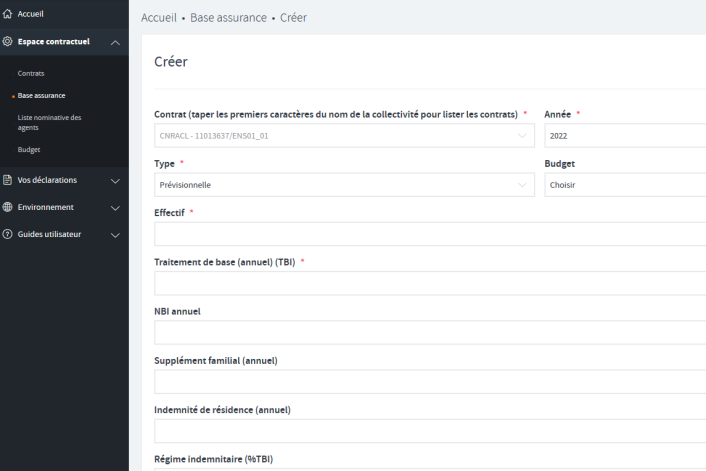 Accueil
Espace contractuel
Contrats
Base assurance
Liste nominative des
agents
Budget
Vos déclarations
Environnement
Guides utilisateur
Accueil • Base assurance • Créer
Créer
Contrat (taper les premiers caractères du nom de la collectivité pour lister les contrats) * Année *
CNRACL - 11013637/ENS01_01 2022
Type * Budget
Prévisionnelle Choisir
Effectif *
Traitement de base (annuel) (TBI) *
NBI annuel
Supplément familial (annuel)
Indemnité de résidence (annuel)
Régime indemnitaire (%TBI)